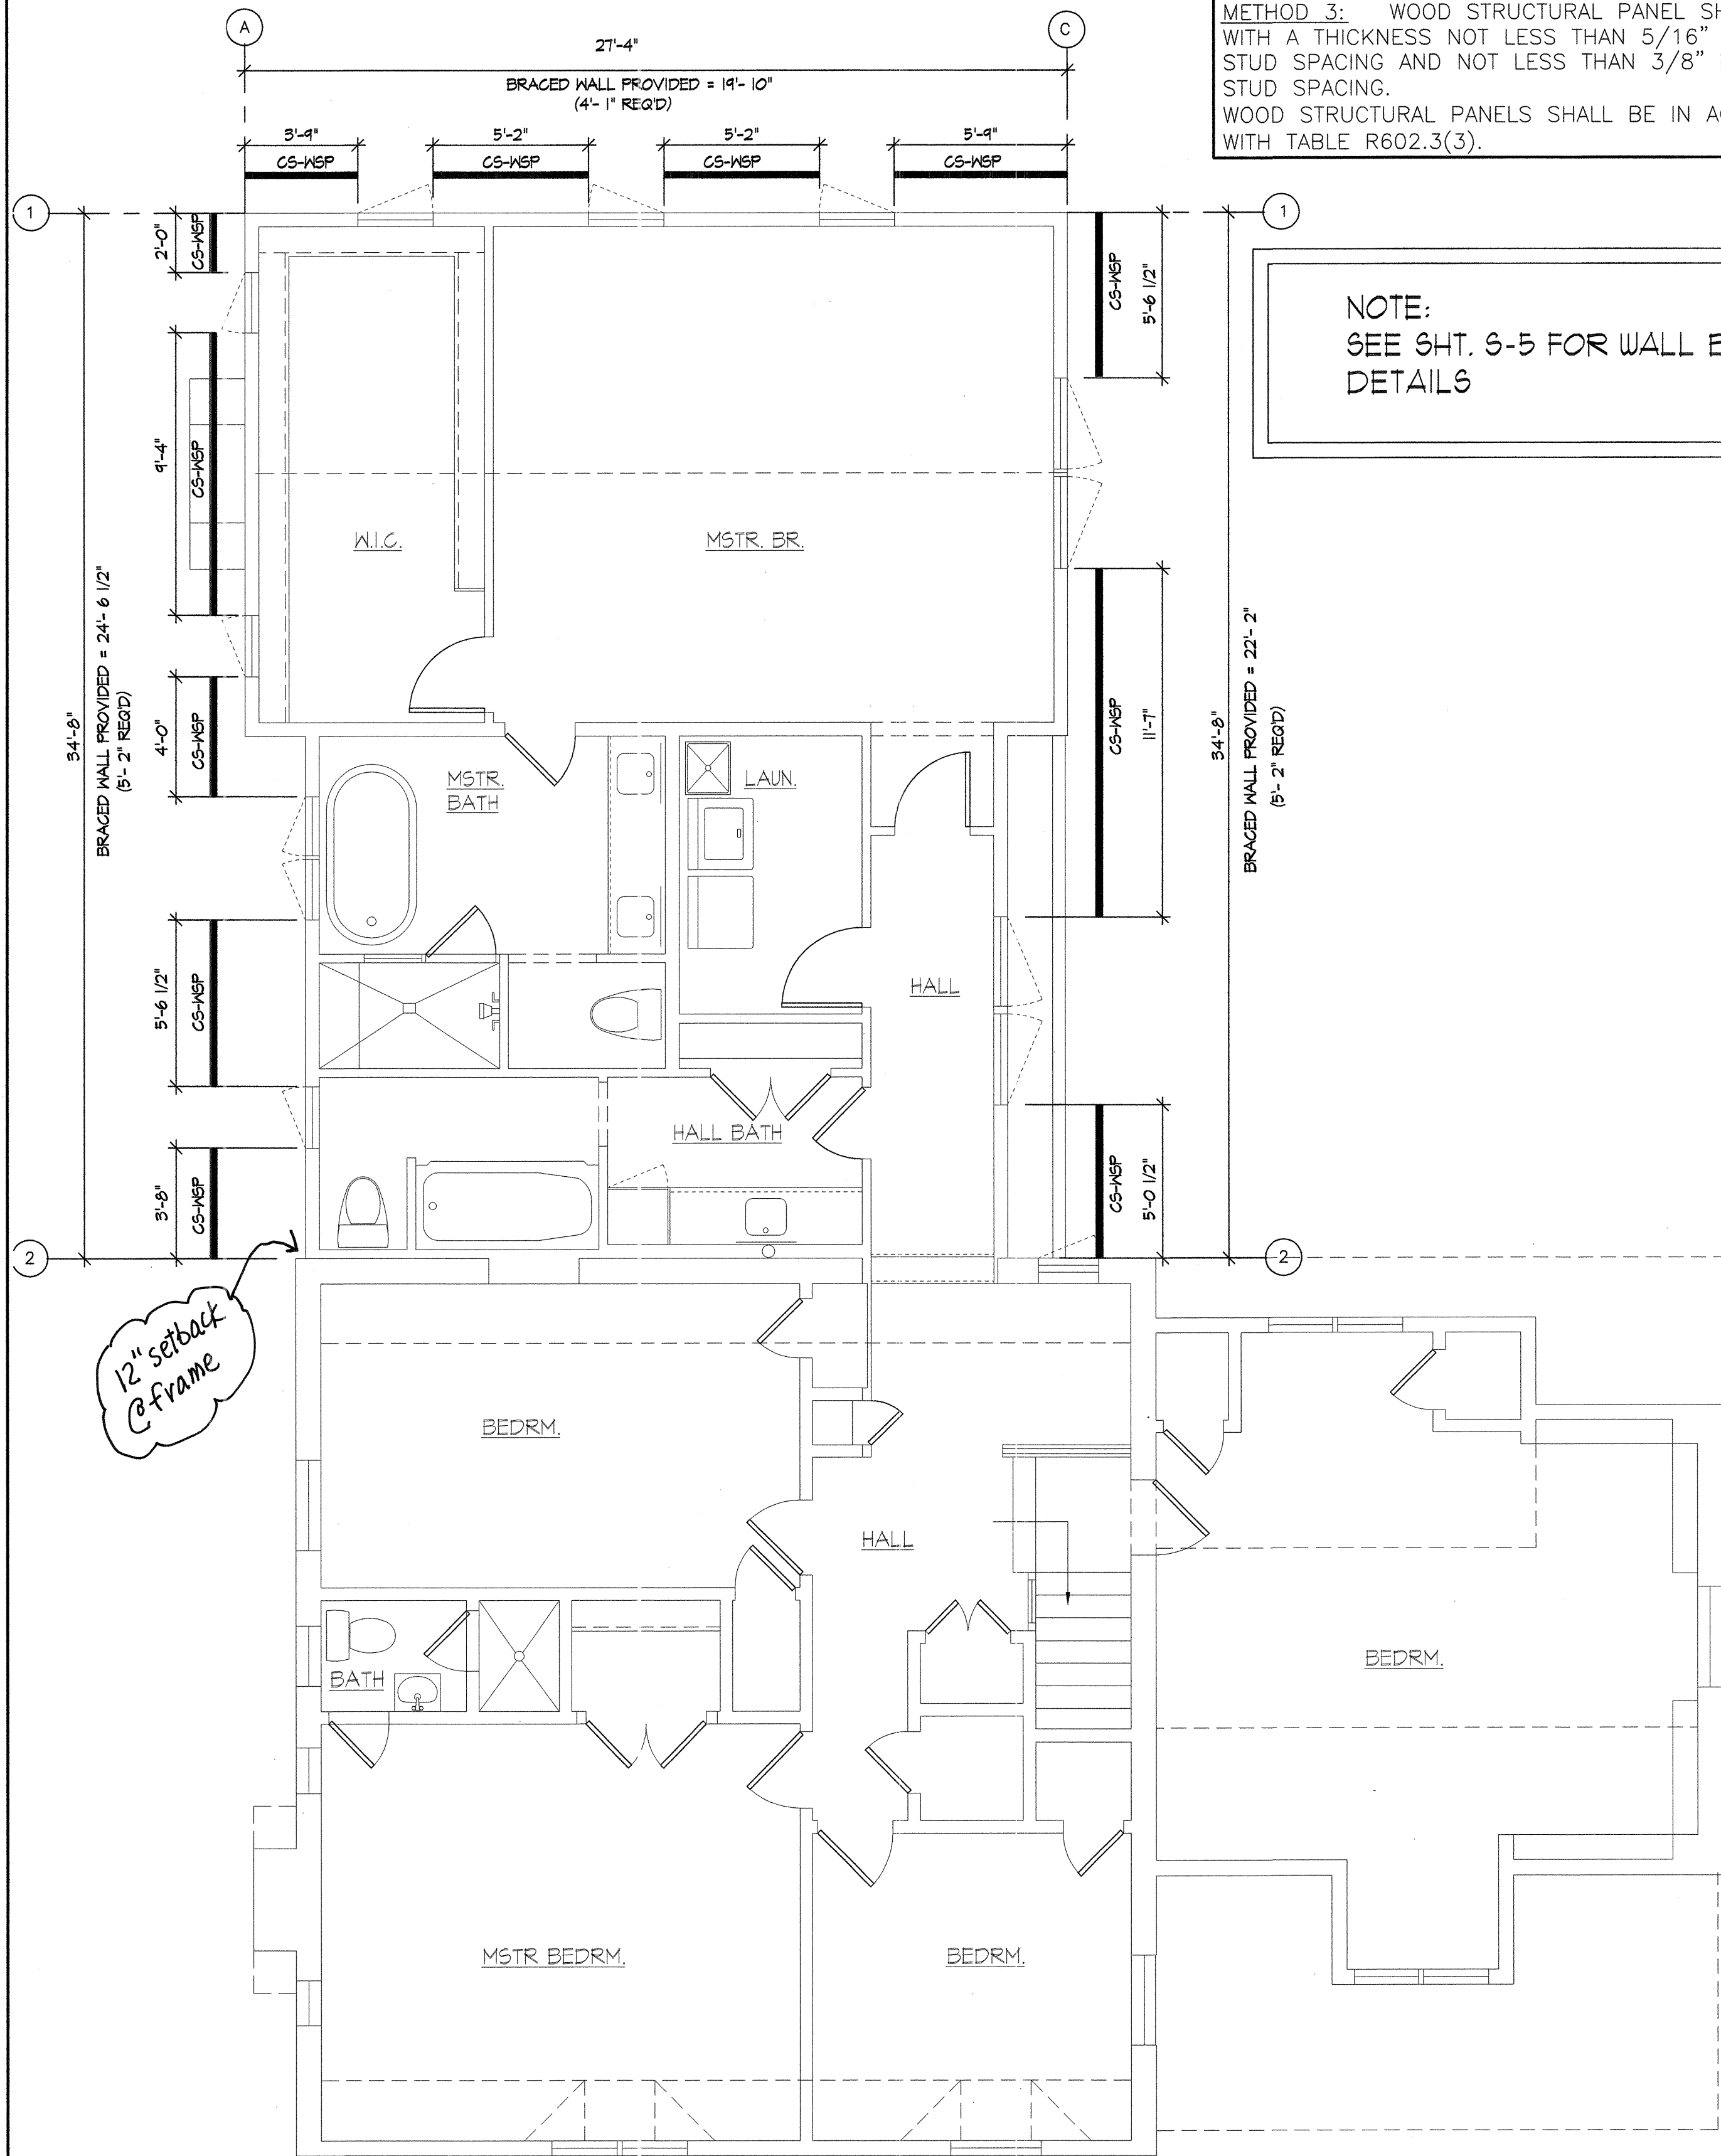 METHOD 3: WOOD STRUCTURAL PANEL
WITH A THICKNESS NOT LESS THAN 5/16"
STUD SPACING AND NOT LESS THAN 3/8"
STUD SPACING.
WOOD STRUCTURAL PANELS SHALL BE IN
WITH TABLE R602.3(3).
A
C
27'-4"
BRACED WALL PROVIDED = 19'- 10"
(4'- 1" REQ'D)
3'-9"
5'-2"
5'-2"
5'-9"
CS-WSP
CS-WSP
CS-WSP
CS-WSP
1
1
2'-0"
CS-WSP
CS-WSP
5'-6 1/2"
NOTE:
SEE SHT. S-5 FOR WALL
DETAILS
9'-4"
CS-WSP
W.I.C.
MSTR. BR.
34'-8"
BRACED WALL PROVIDED = 24'- 6 1/2"
(5'- 2" REQ'D)
4'-0"
CS-WSP
CS-WSP
11'-7"
34'-8"
BRACED WALL PROVIDED = 22'- 2"
(5'- 2" REQ'D)
MSTR.
BATH
LAUN.
5'-6 1/2"
CS-WSP
HALL
HALL BATH
3'-8"
CS-WSP
CS-WSP
5'-0 1/2"
2
2
12" setback
@ frame
BEDRM.
HALL
BATH
BEDRM.
MSTR BEDRM.
BEDRM.